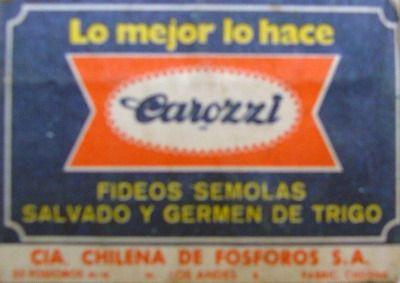 Lo mejor lo hace
Carozzi
FIDEOS SEMOLAS
SALVADO Y GERMEN DE TRIGO
CIA. CHILENA DE FOSFOROS S.A.
LOS ANDES